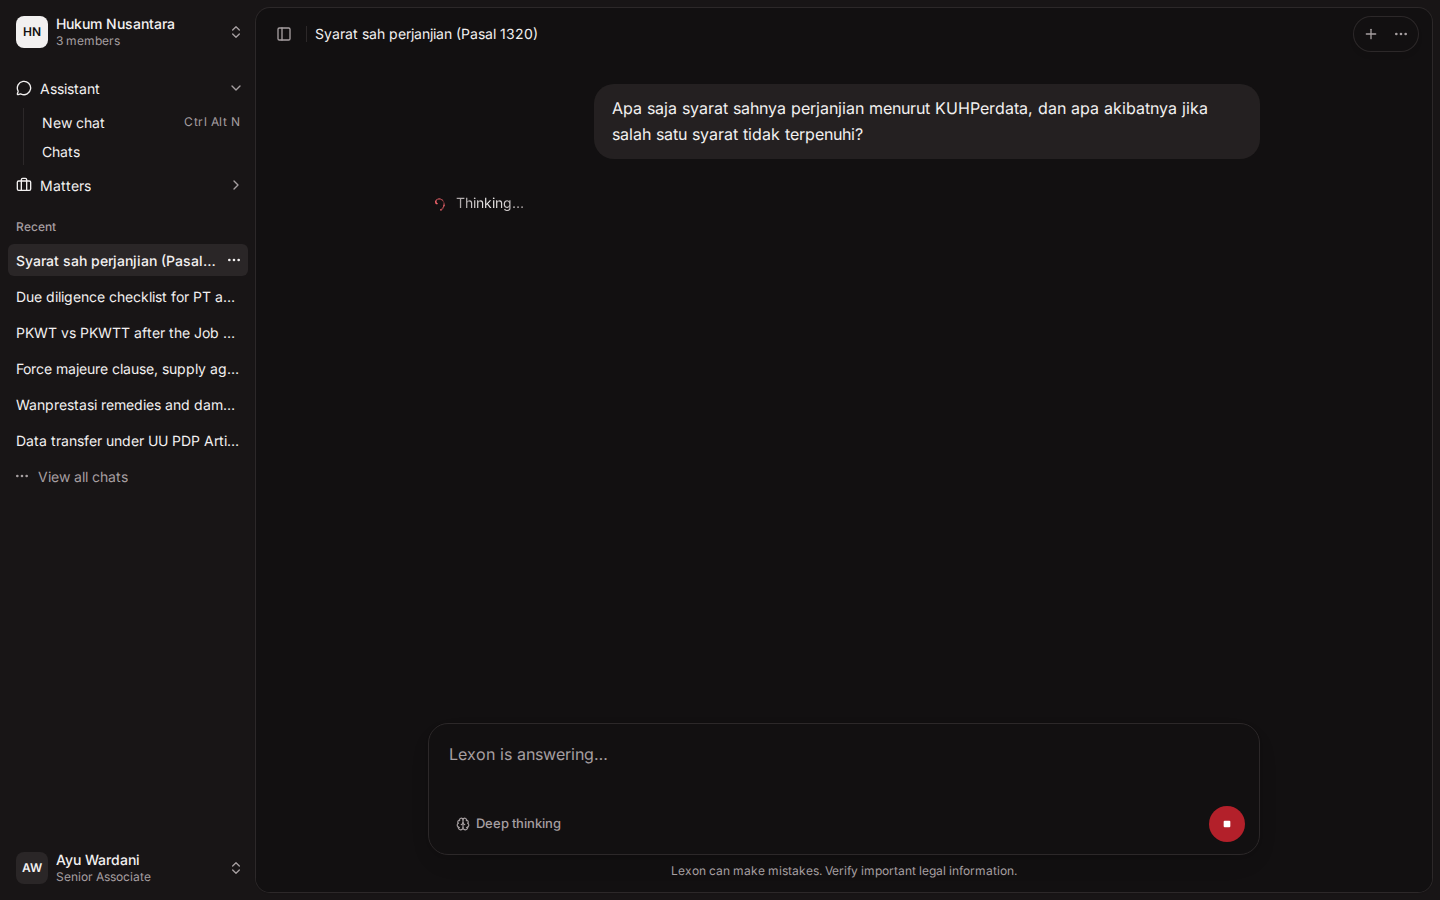 HN
Hukum Nusantara
3 members
Assistant
New chat
Ctrl Alt N
Chats
Matters
Recent
Syarat sah perjanjian (Pasal...
Due diligence checklist for PT a...
PKWT vs PKWTT after the Job ...
Force majeure clause, supply ag...
Wanprestasi remedies and dam...
Data transfer under UU PDP Arti...
View all chats
AW
Ayu Wardani
Senior Associate
Syarat sah perjanjian (Pasal 1320)
Apa saja syarat sahnya perjanjian menurut KUHPerdata, dan apa akibatnya jika
salah satu syarat tidak terpenuhi?
Thinking...
Lexon is answering...
Deep thinking
Lexon can make mistakes. Verify important legal information.